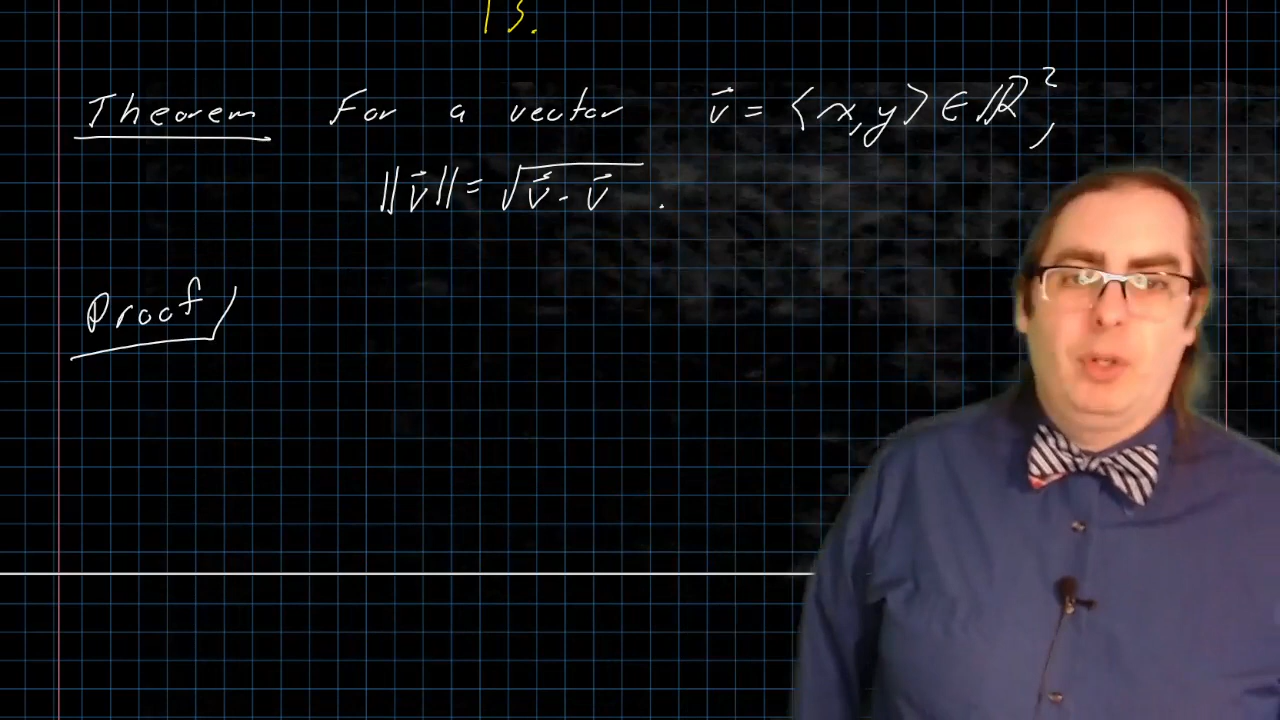 13.
Theorem For a vector v⃗ = ⟨x,y⟩ ∈ ℝ²,
‖v⃗‖ = √(v⃗ · v⃗) .
Proof/